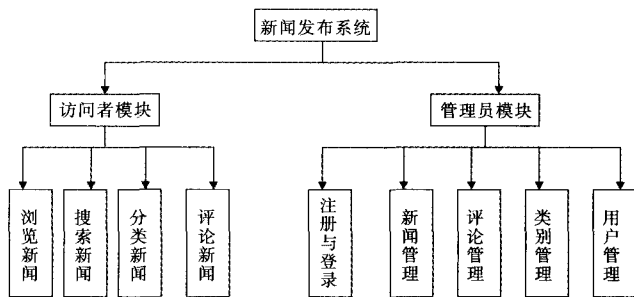 新闻发布系统
访问者模块
管理员模块
浏览新闻
搜索新闻
分类新闻
评论新闻
注册与登录
新闻管理
评论管理
类别管理
用户管理